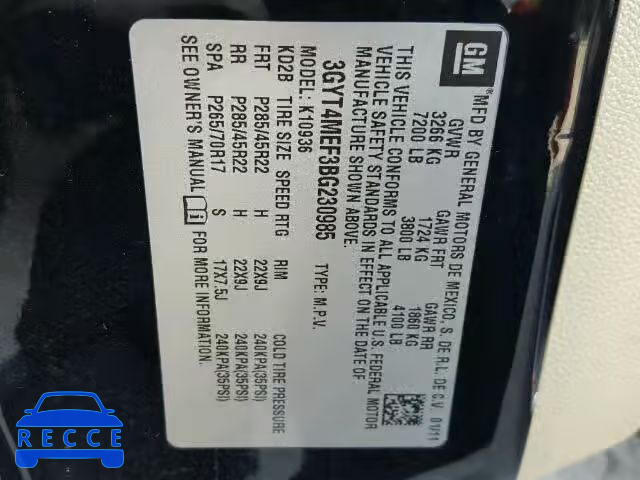 GM
MFD BY GENERAL MOTORS DE MEXICO, S. DE R.L. DE C.V. 01/11
GVWR GAWR FRT GAWR RR
3266 KG 1724 KG 1860 KG
7200 LB 3800 LB 4100 LB
THIS VEHICLE CONFORMS TO ALL APPLICABLE U.S. FEDERAL MOTOR
VEHICLE SAFETY STANDARDS IN EFFECT ON THE DATE OF
MANUFACTURE SHOWN ABOVE.
3GYT4MEF3BG230985 TYPE: M.P.V.
MODEL: K10936
KD2B TIRE SIZE SPEED RTG RIM COLD TIRE PRESSURE
FRT P285/45R22 H 22X9J 240KPA(35PSI)
RR P285/45R22 H 22X9J 240KPA(35PSI)
SPA P265/70R17 S 17X7.5J 240KPA(35PSI)
SEE OWNER'S MANUAL FOR MORE INFORMATION.
RECCE